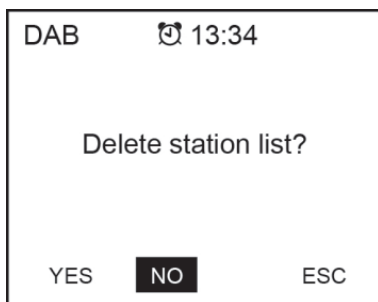 DAB 13:34
Delete station list?
YES NO ESC